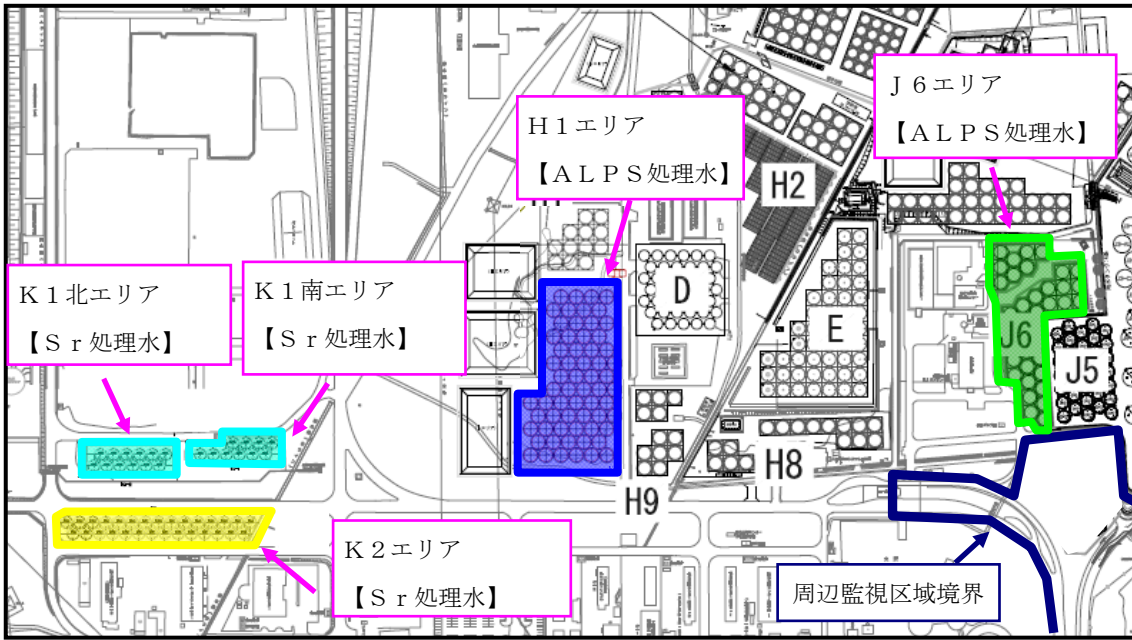 J 6エリア
【ALPS処理水】
H1エリア
【ALPS処理水】
H2
K1北エリア
【Sr処理水】
K1南エリア
【Sr処理水】
D
E
J6
J5
H8
H9
K2エリア
【Sr処理水】
周辺監視区域境界